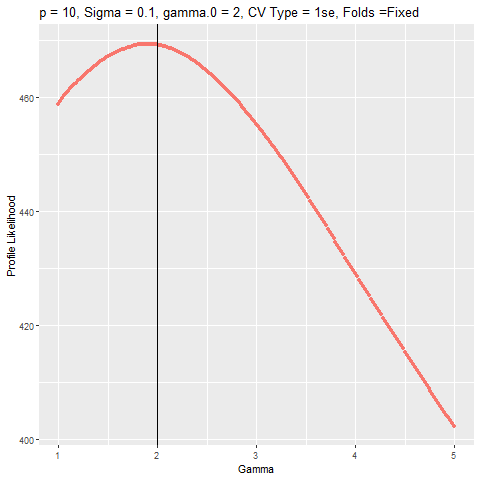 p = 10, Sigma = 0.1, gamma.0 = 2, CV Type = 1se, Folds =Fixed
Profile Likelihood
460
440
420
400
1 2 3 4 5
Gamma